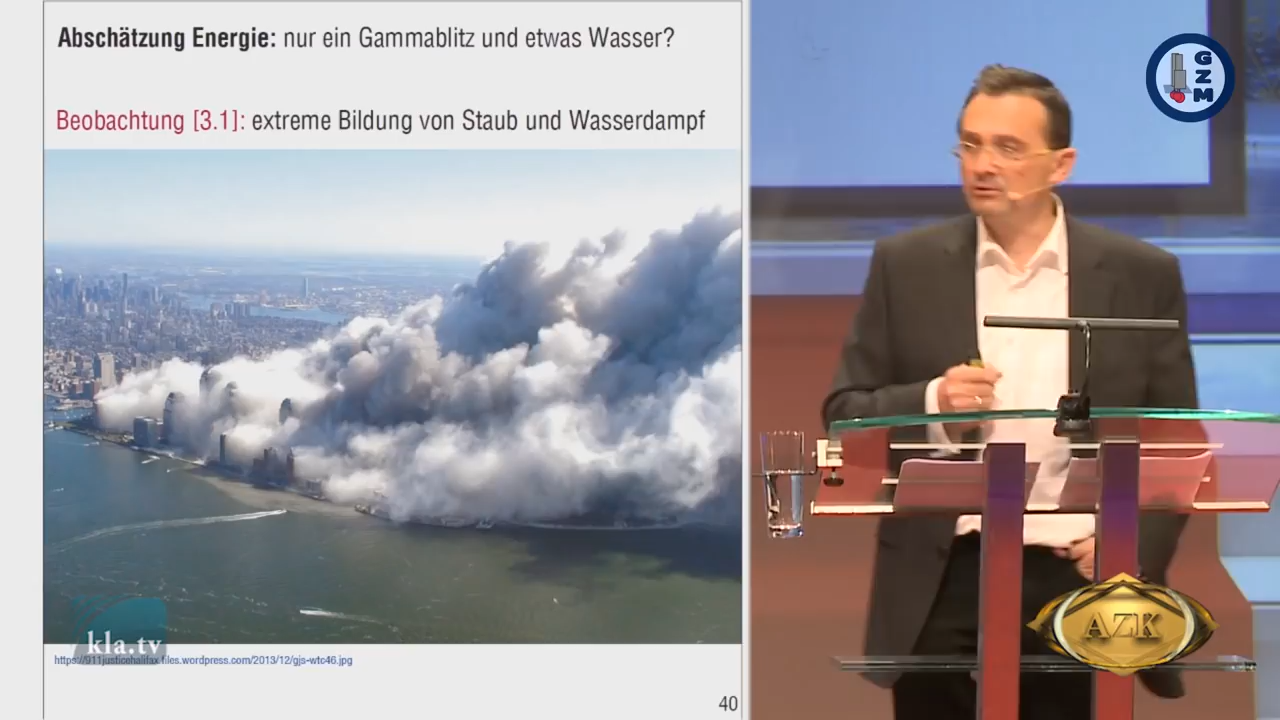 Abschätzung Energie: nur ein Gammablitz und etwas Wasser?
Beobachtung [3.1]: extreme Bildung von Staub und Wasserdampf
GZM
kla.tv
https://911justicehalifax.files.wordpress.com/2013/12/gjs-wtc46.jpg
AZK
40